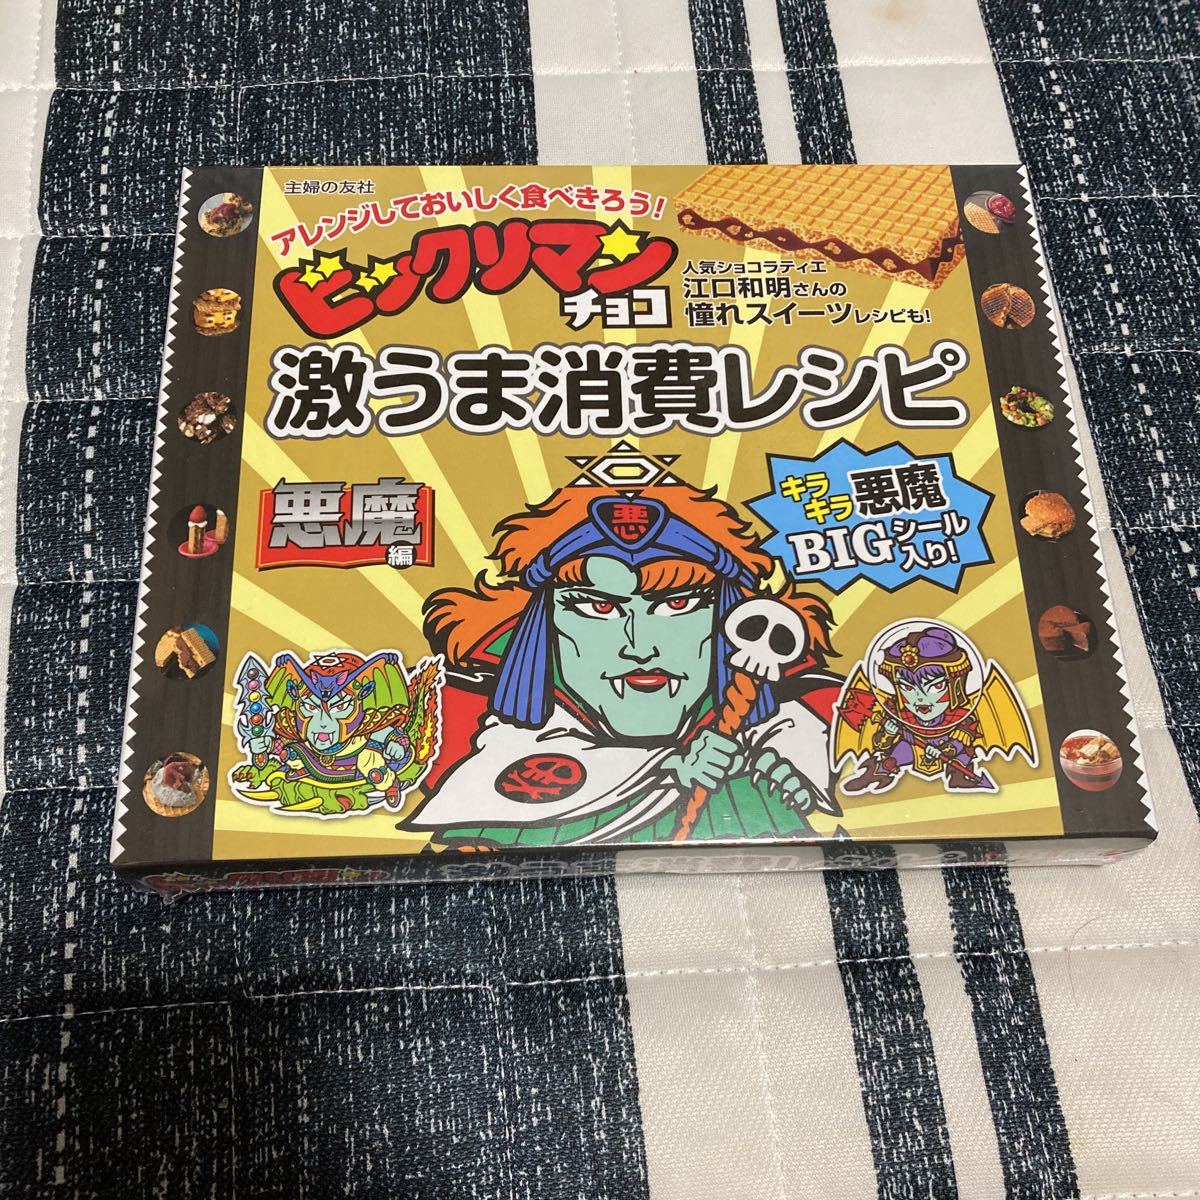 主婦の友社
アレンジしておいしく食べきろう!
ビックリマン
チョコ
人気ショコラティエ
江口和明さんの
憧れスイーツレシピも!
激うま消費レシピ
悪魔
編
悪
キラ
キラ悪魔
BIGシール
入り!